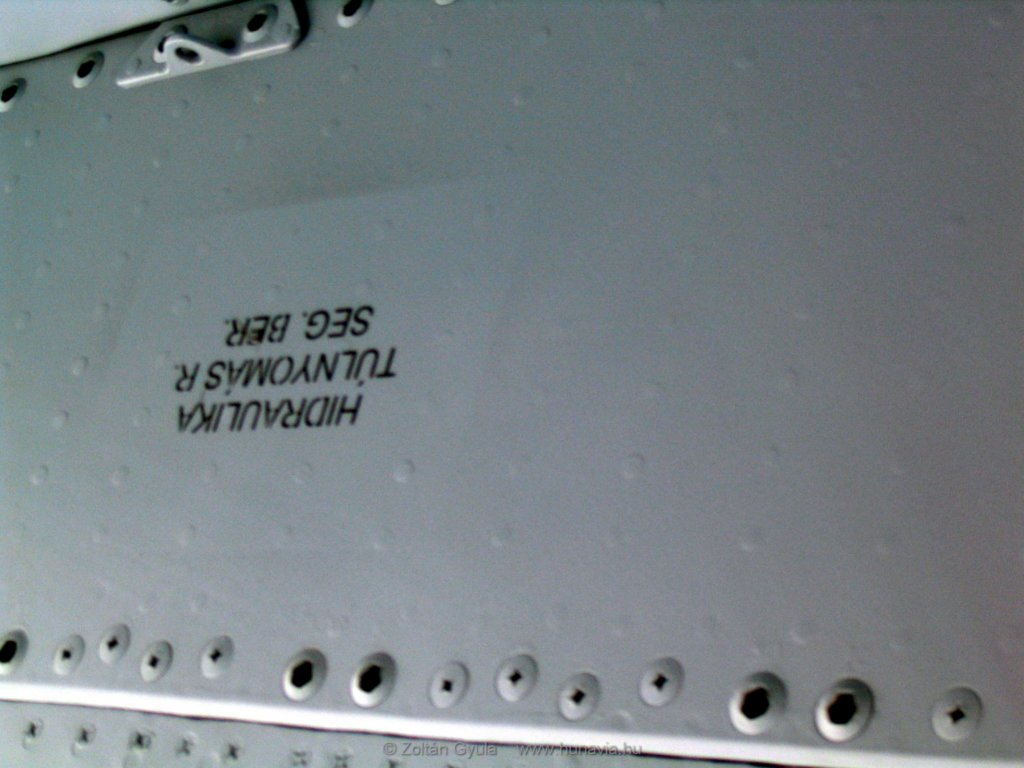 HIDRAULIKA
TÚLNYOMÁS R.
SEG. BER.
© Zoltán Gyula www.hunavia.hu